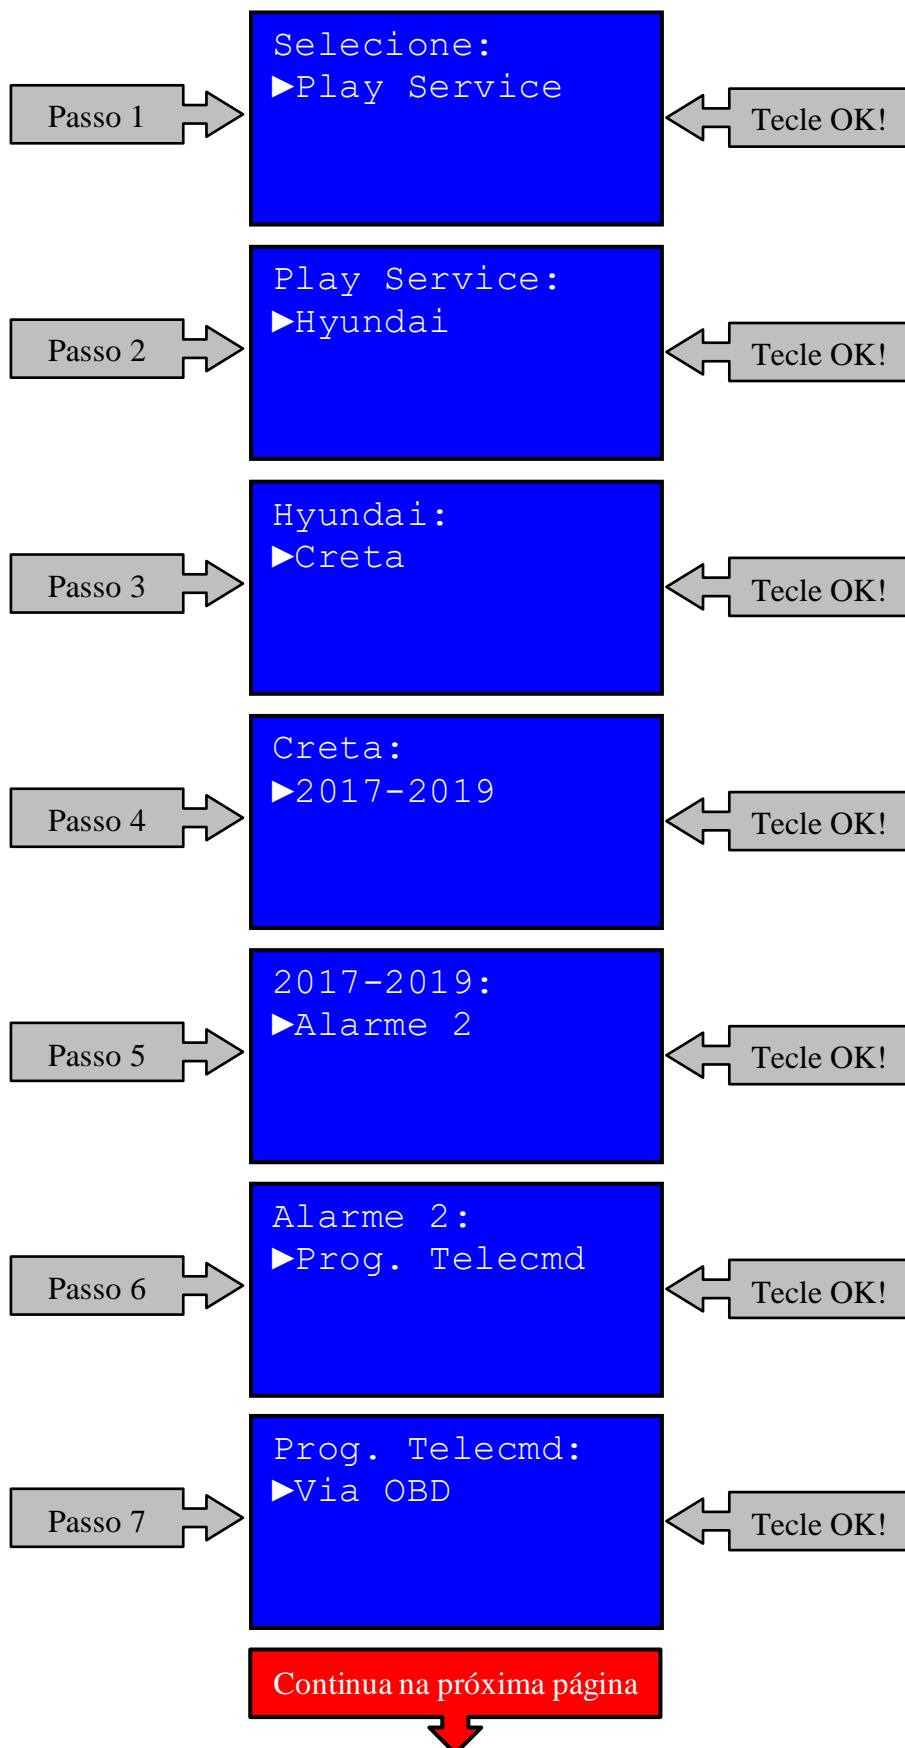 Selecione:
►Play Service
Passo 1
Tecle OK!
Play Service:
►Hyundai
Passo 2
Tecle OK!
Hyundai:
►Creta
Passo 3
Tecle OK!
Creta:
►2017-2019
Passo 4
Tecle OK!
2017-2019:
►Alarme 2
Passo 5
Tecle OK!
Alarme 2:
►Prog. Telecmd
Passo 6
Tecle OK!
Prog. Telecmd:
►Via OBD
Passo 7
Tecle OK!
Continua na próxima página